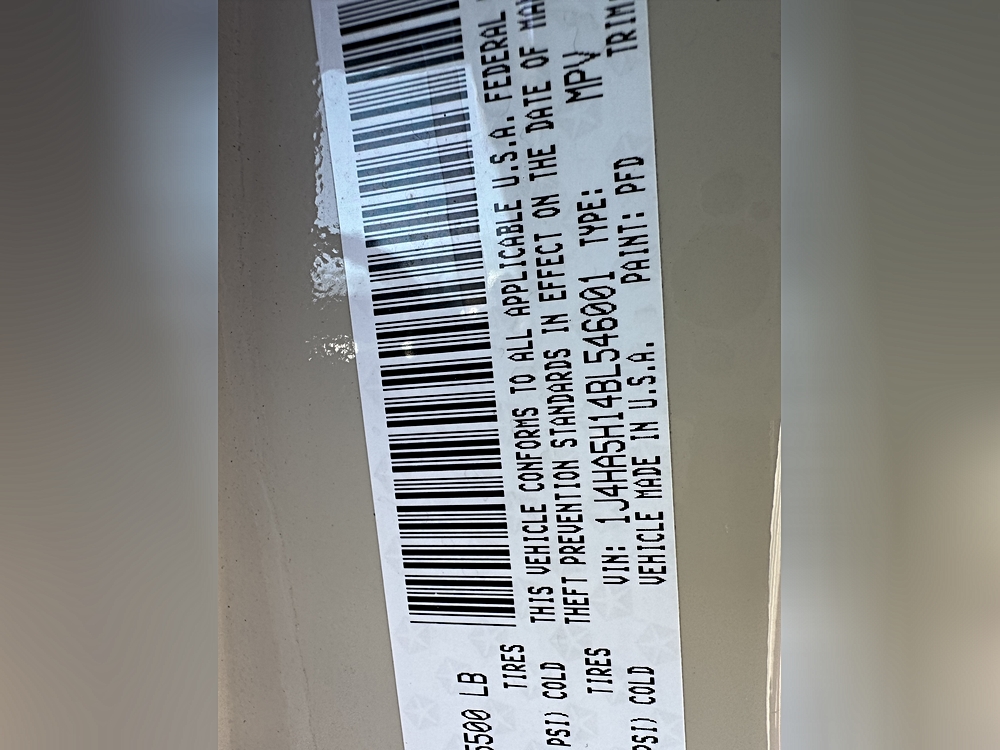 5500 LB
TIRES
PSI) COLD
TIRES
PSI) COLD
THIS VEHICLE CONFORMS TO ALL APPLICABLE U.S.A. FEDERAL
THEFT PREVENTION STANDARDS IN EFFECT ON THE DATE OF MA
VIN: 1J4HA5H14BL546001 TYPE: MPV
VEHICLE MADE IN U.S.A. PAINT: PFD TRIM